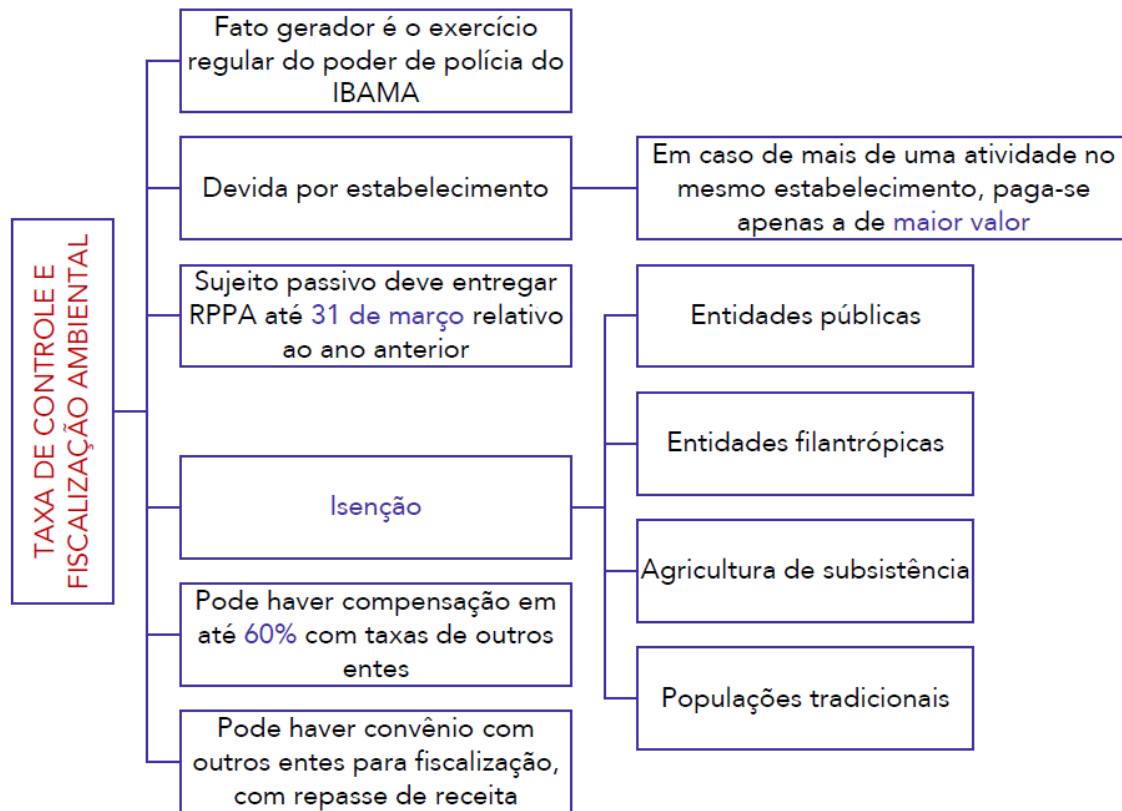 TAXA DE CONTROLE E
FISCALIZAÇÃO AMBIENTAL
Fato gerador é o exercício
regular do poder de polícia do
IBAMA
Devida por estabelecimento
Em caso de mais de uma atividade no
mesmo estabelecimento, paga-se
apenas a de maior valor
Sujeito passivo deve entregar
RPPA até 31 de março relativo
ao ano anterior
Isenção
Entidades públicas
Entidades filantrópicas
Agricultura de subsistência
Populações tradicionais
Pode haver compensação em
até 60% com taxas de outros
entes
Pode haver convênio com
outros entes para fiscalização,
com repasse de receita